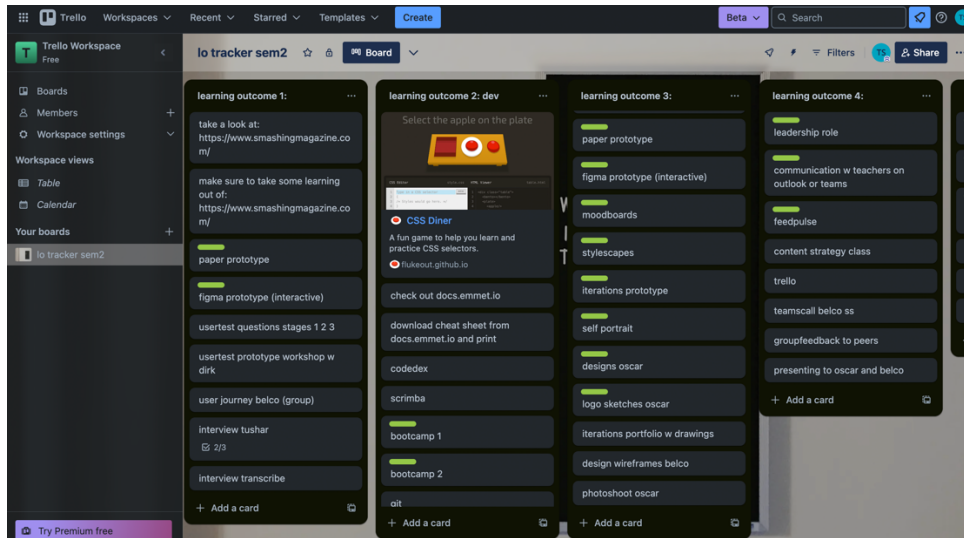 Trello Workspaces Recent Starred Templates Create Beta Search
T Trello Workspace
Free
Boards
Members
Workspace settings
Workspace views
Table
Calendar
Your boards
lo tracker sem2
Try Premium free
lo tracker sem2 Board Filters TS Share
learning outcome 1:
take a look at:
https://www.smashingmagazine.co
m/
make sure to take some learning
out of:
https://www.smashingmagazine.co
m/
paper prototype
figma prototype (interactive)
usertest questions stages 1 2 3
usertest prototype workshop w
dirk
user journey belco (group)
interview tushar
2/3
interview transcribe
Add a card
learning outcome 2: dev
Select the apple on the plate
CSS Editor HTML Viewer
CSS Diner
A fun game to help you learn and
practice CSS selectors.
flukeout.github.io
check out docs.emmet.io
download cheat sheet from
docs.emmet.io and print
codedex
scrimba
bootcamp 1
bootcamp 2
git
Add a card
learning outcome 3:
paper prototype
figma prototype (interactive)
moodboards
stylescapes
iterations prototype
self portrait
designs oscar
logo sketches oscar
iterations portfolio w drawings
design wireframes belco
photoshoot oscar
Add a card
learning outcome 4:
leadership role
communication w teachers on
outlook or teams
feedpulse
content strategy class
trello
teamscall belco ss
groupfeedback to peers
presenting to oscar and belco
Add a card